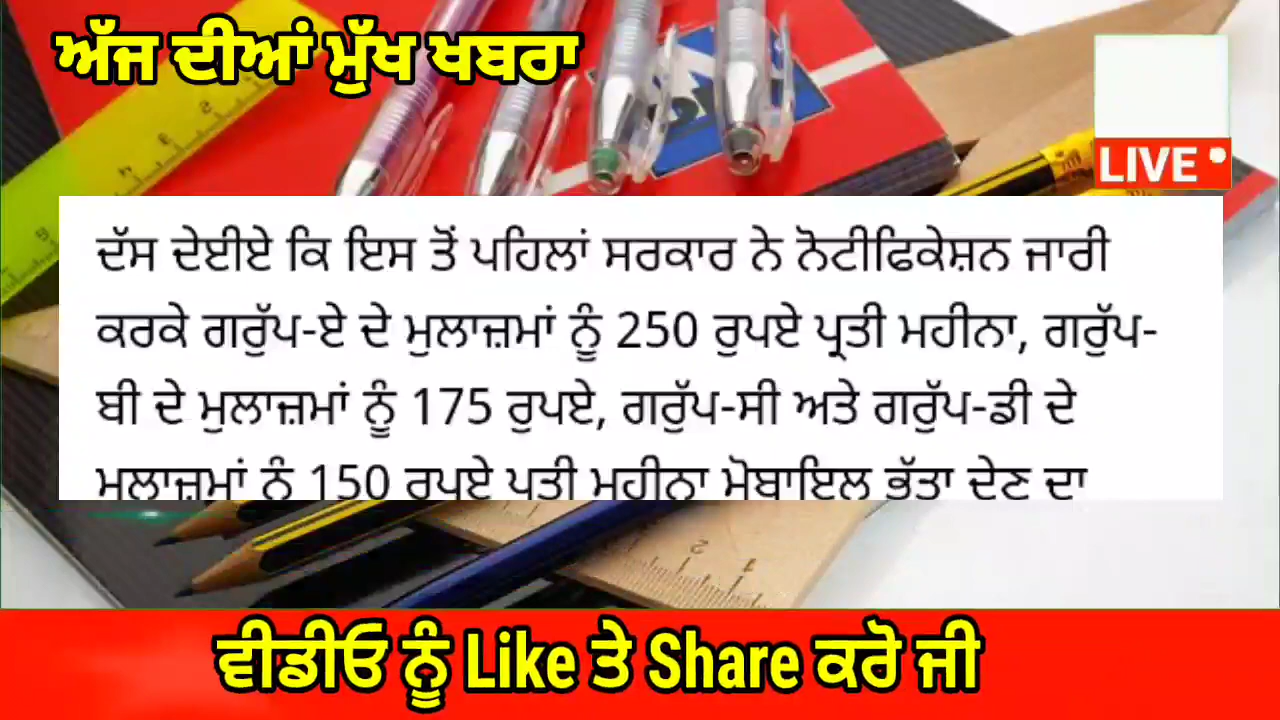 ਅੱਜ ਦੀਆਂ ਮੁੱਖ ਖਬਰਾ
LIVE
ਦੱਸ ਦੇਈਏ ਕਿ ਇਸ ਤੋਂ ਪਹਿਲਾਂ ਸਰਕਾਰ ਨੇ ਨੋਟੀਫਿਕੇਸ਼ਨ ਜਾਰੀ
ਕਰਕੇ ਗਰੁੱਪ-ਏ ਦੇ ਮੁਲਾਜ਼ਮਾਂ ਨੂੰ 250 ਰੁਪਏ ਪ੍ਰਤੀ ਮਹੀਨਾ, ਗਰੁੱਪ-
ਬੀ ਦੇ ਮੁਲਾਜ਼ਮਾਂ ਨੂੰ 175 ਰੁਪਏ, ਗਰੁੱਪ-ਸੀ ਅਤੇ ਗਰੁੱਪ-ਡੀ ਦੇ
ਮੁਲਾਜ਼ਮਾਂ ਨੂੰ 150 ਰੁਪਏ ਪ੍ਰਤੀ ਮਹੀਨਾ ਮੋਬਾਇਲ ਭੱਤਾ ਦੇਣ ਦਾ
ਵੀਡੀਓ ਨੂੰ Like ਤੇ Share ਕਰੋ ਜੀ